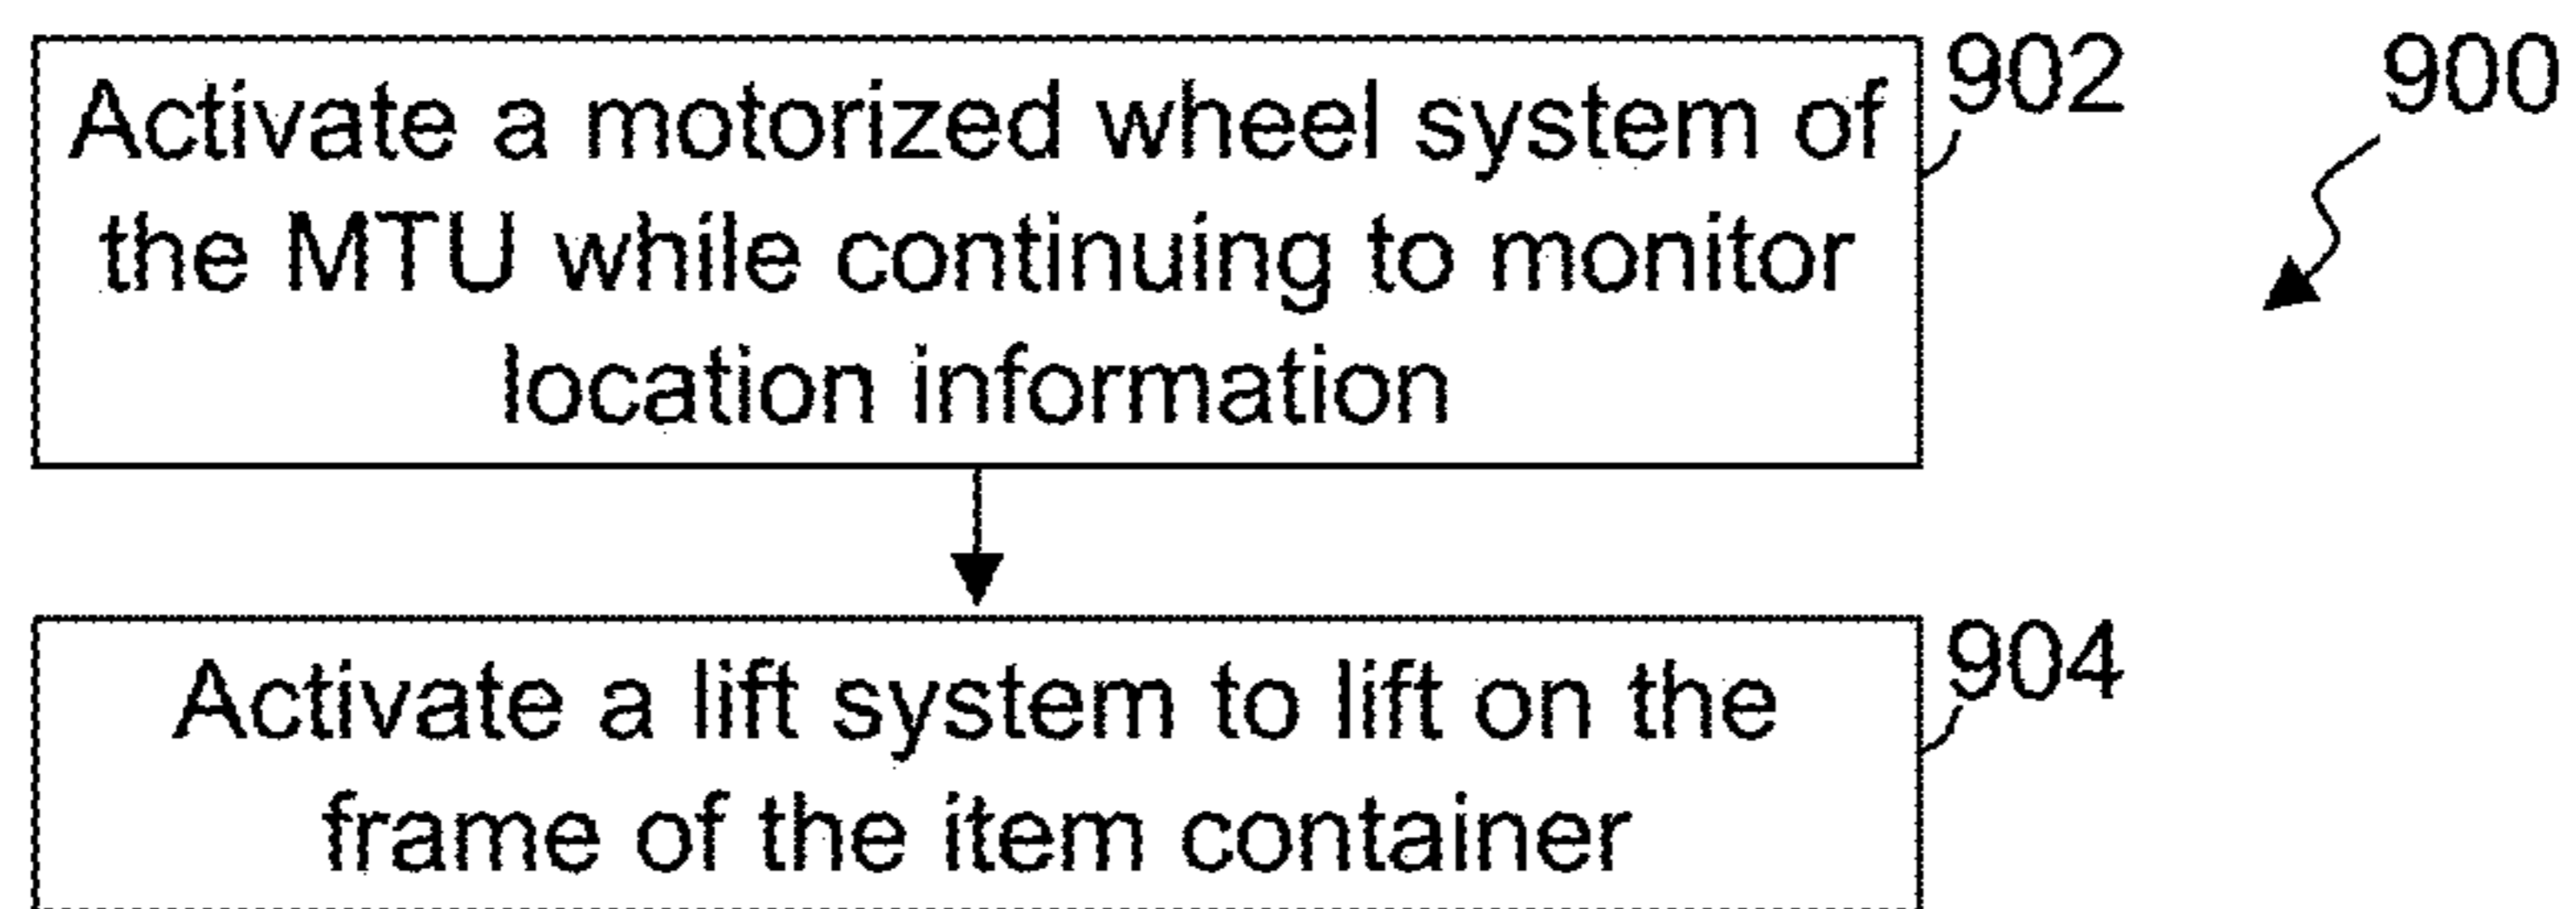 Activate a motorized wheel system of
the MTU while continuing to monitor
location information
902
900
Activate a lift system to lift on the
frame of the item container
904